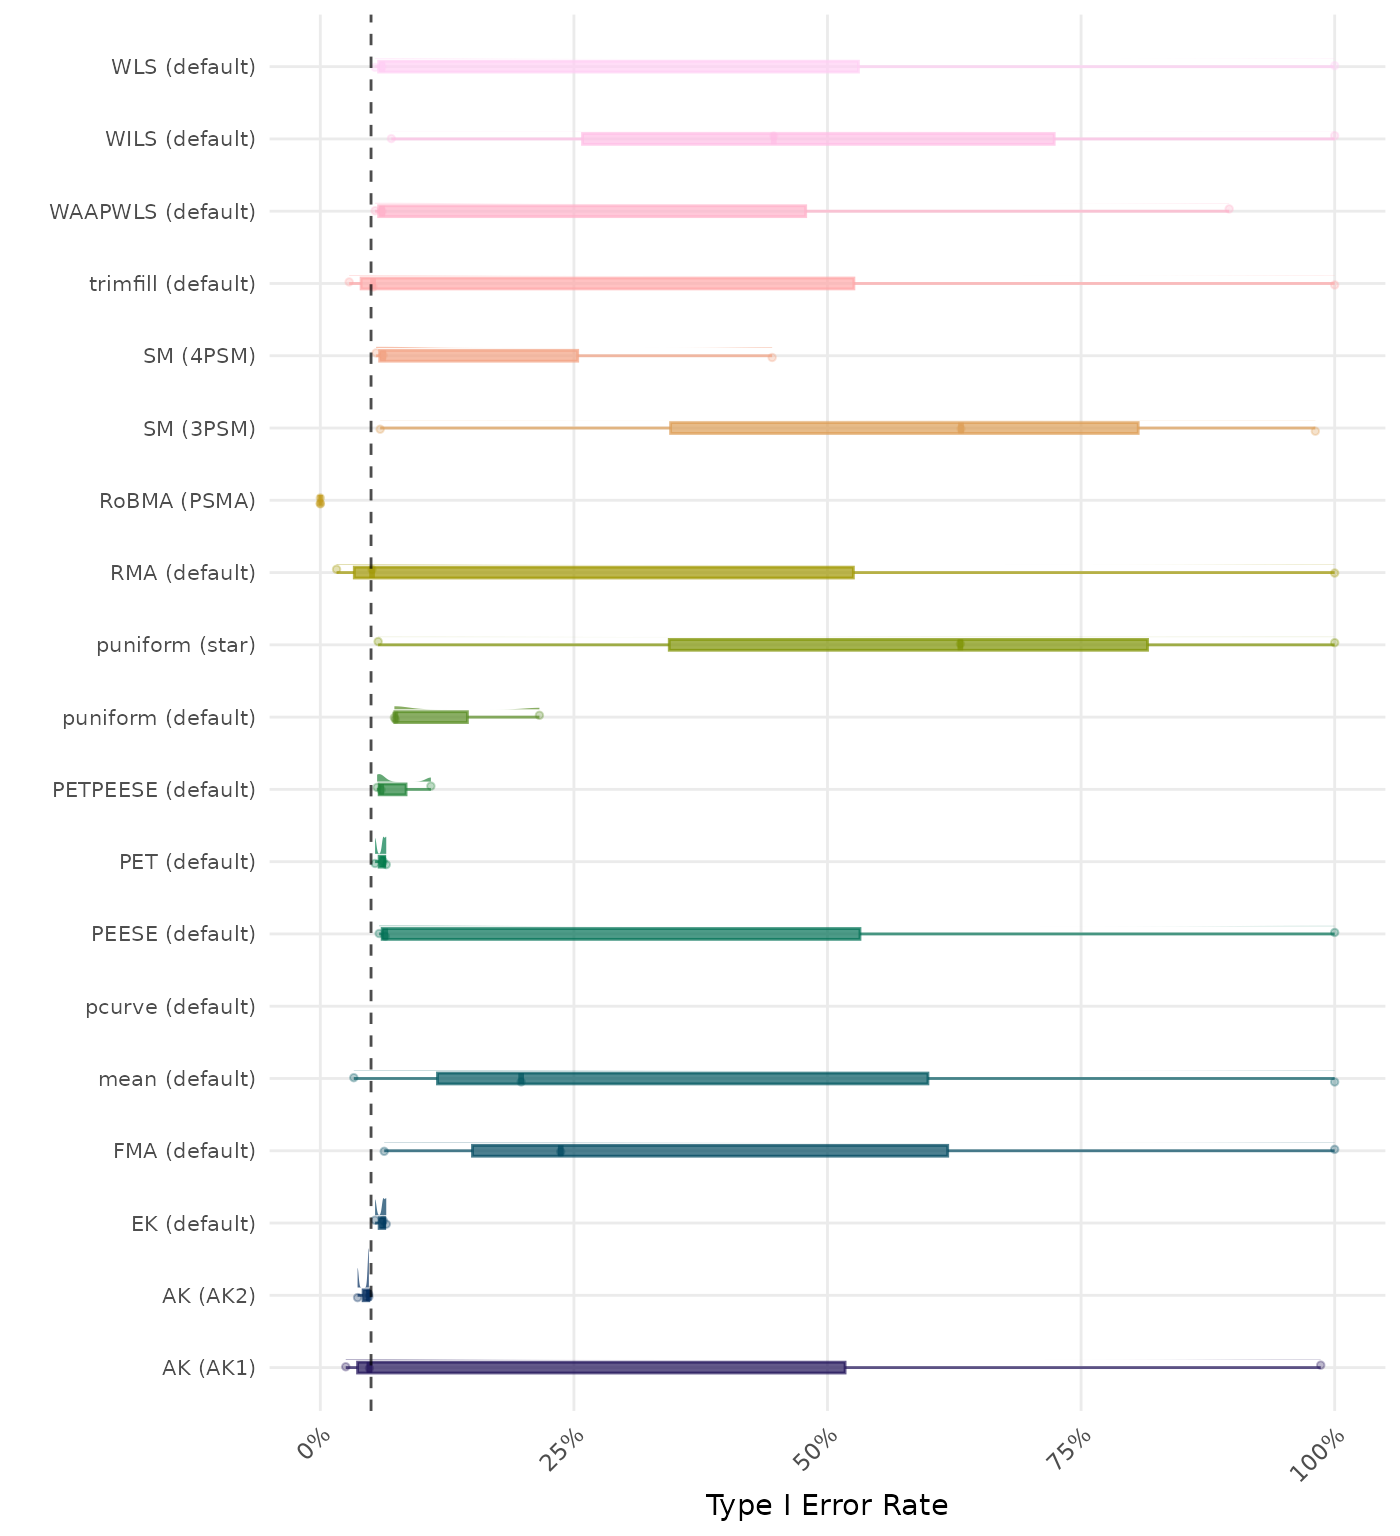 WLS (default)
WILS (default)
WAAPWLS (default)
trimfill (default)
SM (4PSM)
SM (3PSM)
RoBMA (PSMA)
RMA (default)
puniform (star)
puniform (default)
PETPEESE (default)
PET (default)
PEESE (default)
pcurve (default)
mean (default)
FMA (default)
EK (default)
AK (AK2)
AK (AK1)
0% 25% 50% 75% 100%
Type I Error Rate